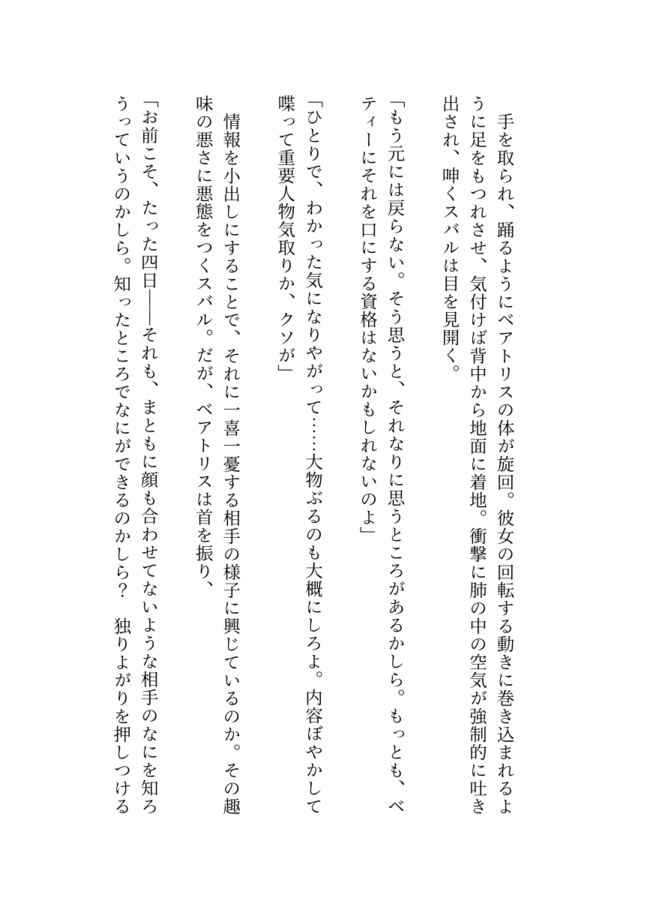 手を取られ、踊るようにベアトリスの体が旋回。彼女の回転する動きに巻き込まれるよ
うに足をもつれさせ、気付けば背中から地面に着地。衝撃に肺の中の空気が強制的に吐き
出され、呻くスバルは目を見開く。
「もう元には戻らない。そう思うと、それなりに思うところがあるかしら。もっとも、ベ
ティーにそれを口にする資格はないかもしれないのよ」
「ひとりで、わかった気になりやがって……大物ぶるのも大概にしろよ。内容ぼやかして
喋って重要人物気取りか、クソが」
情報を小出しにすることで、それに一喜一憂する相手の様子に興じているのか。その趣
味の悪さに悪態をつくスバル。だが、ベアトリスは首を振り、
「お前こそ、たった四日――それも、まともに顔も合わせてないような相手のなにを知ろ
うっていうのかしら。知ったところでなにができるのかしら？　独りよがりを押しつける